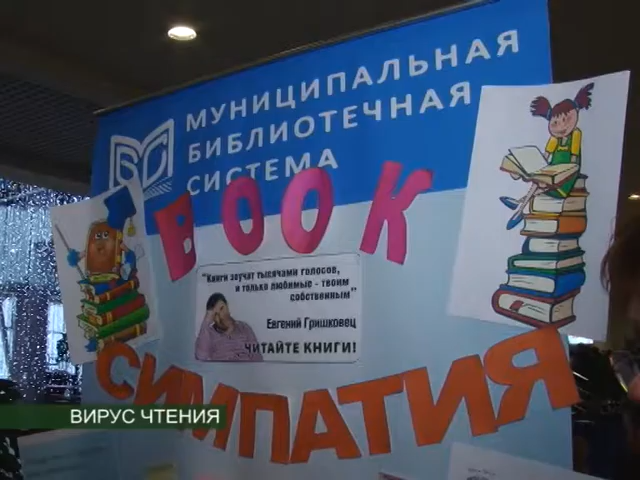 МУНИЦИПАЛЬНАЯ
БИБЛИОТЕЧНАЯ
СИСТЕМА
БС
BOOK
"Книги звучат тысячами голосов,
и только любимые - твоим
собственным"
Евгений Гришковец
ЧИТАЙТЕ КНИГИ!
СИМПАТИЯ
ВИРУС ЧТЕНИЯ